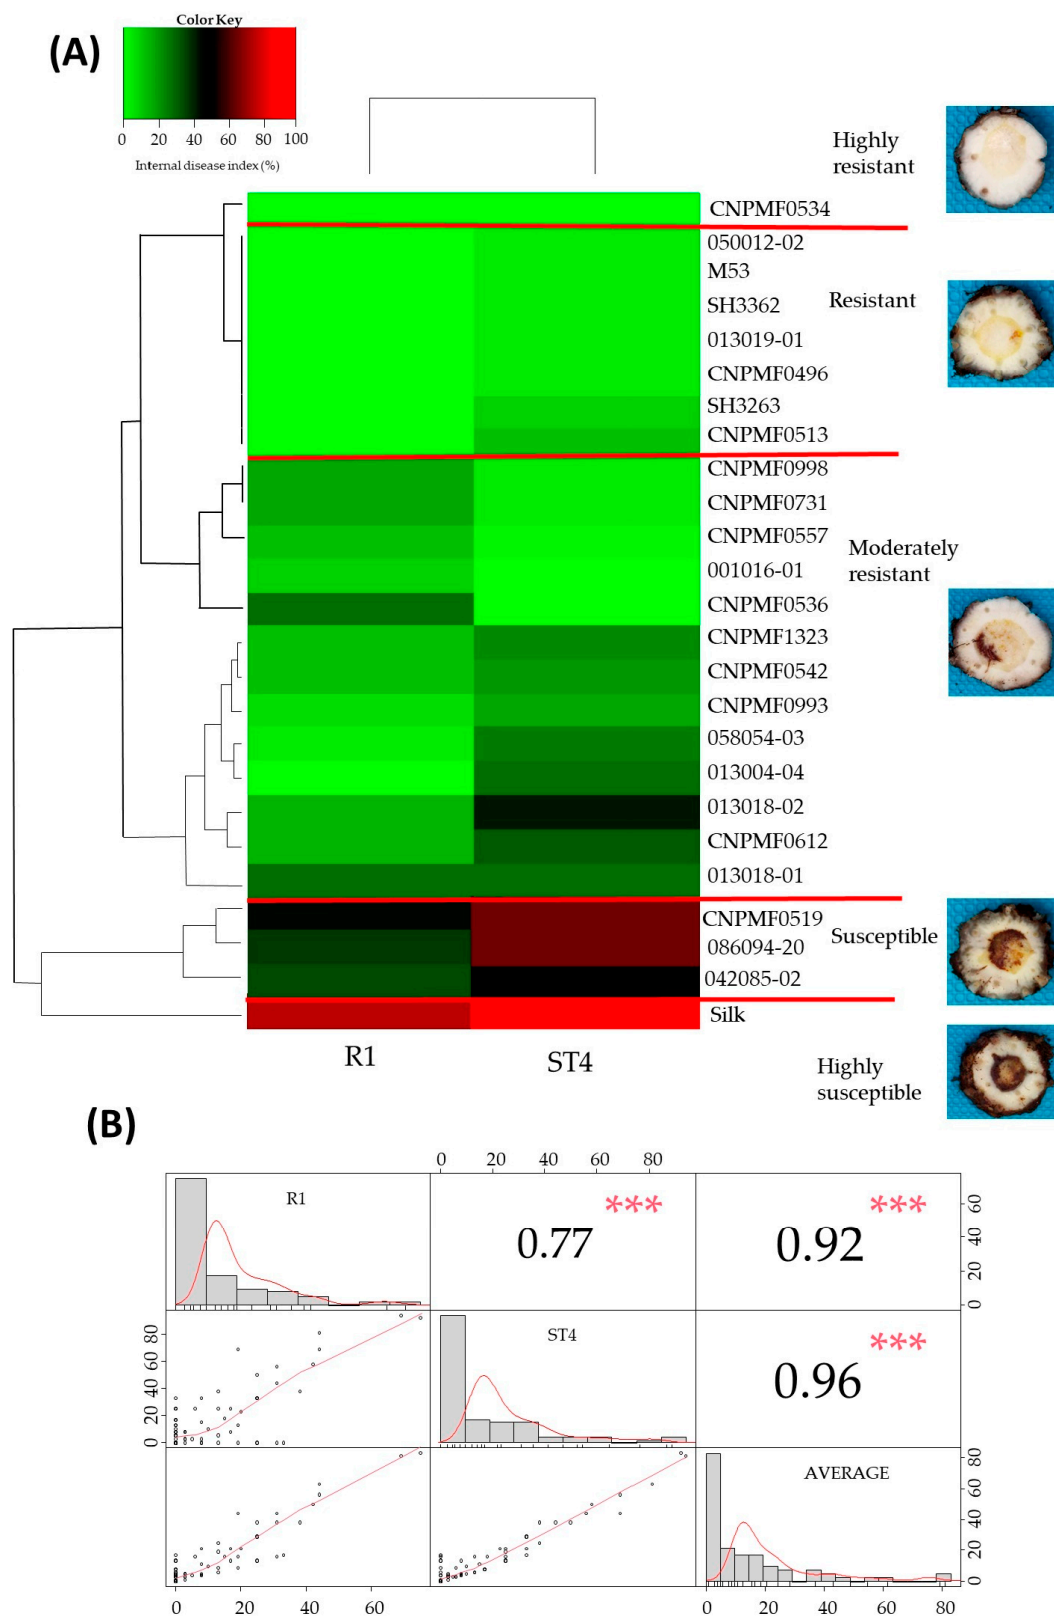 (A)
Color Key
0 20 40 60 80 100
Internal disease index (%)
Highly
resistant
CNPMF0534
050012-02
M53
SH3362
Resistant
013019-01
CNPMF0496
SH3263
CNPMF0513
CNPMF0998
CNPMF0731
CNPMF0557
Moderately
resistant
001016-01
CNPMF0536
CNPMF1323
CNPMF0542
CNPMF0993
058054-03
013004-04
013018-02
CNPMF0612
013018-01
CNPMF0519
Susceptible
086094-20
042085-02
Silk
R1 ST4
Highly
susceptible
(B)
0 20 40 60 80
R1
0.77 ***
0.92 ***
0 20 40 60
0 20 40 60 80
ST4
0.96 ***
AVERAGE
0 20 40 60 80
0 20 40 60
0 20 40 60 80